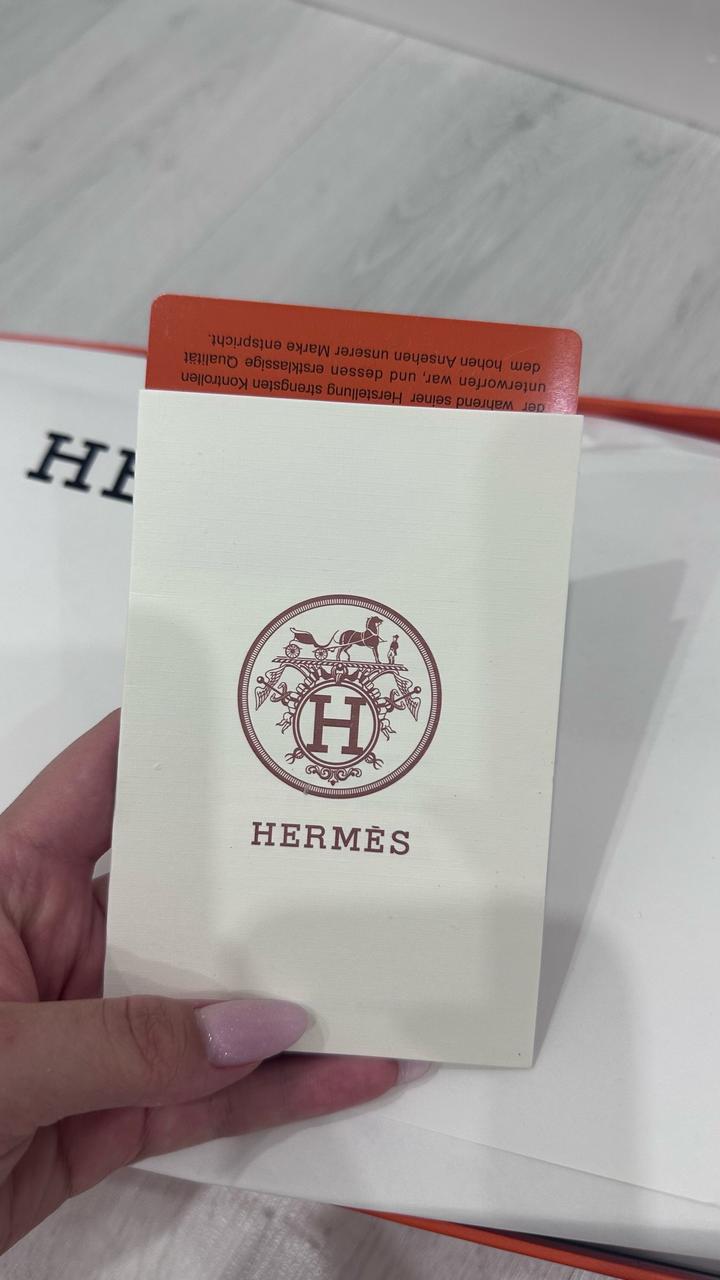 der während seiner Herstellung strengsten Kontrollen
unterworfen war, und dessen erstklassige Qualität
dem hohen Ansehen unserer Marke entspricht.
HE
H
HERMÈS